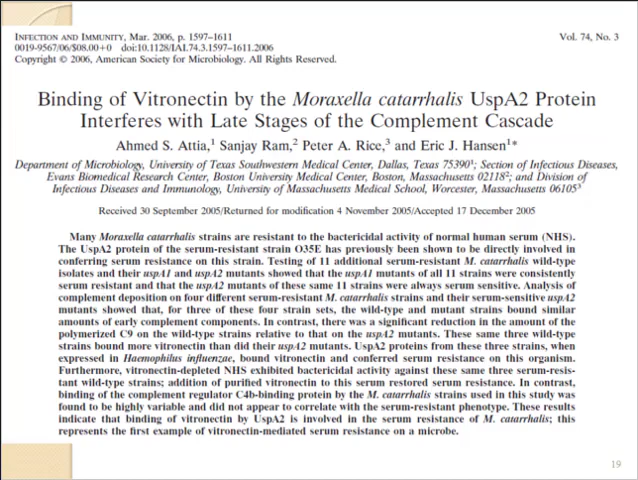 INFECTION AND IMMUNITY, Mar. 2006, p. 1597–1611
Vol. 74, No. 3
0019-9567/06/$08.00+0 doi:10.1128/IAI.74.3.1597–1611.2006
Copyright © 2006, American Society for Microbiology. All Rights Reserved.
Binding of Vitronectin by the Moraxella catarrhalis UspA2 Protein
Interferes with Late Stages of the Complement Cascade
Ahmed S. Attia,1 Sanjay Ram,2 Peter A. Rice,3 and Eric J. Hansen1*
Department of Microbiology, University of Texas Southwestern Medical Center, Dallas, Texas 753901; Section of Infectious Diseases,
Evans Biomedical Research Center, Boston University Medical Center, Boston, Massachusetts 021182; and Division of
Infectious Diseases and Immunology, University of Massachusetts Medical School, Worcester, Massachusetts 061053
Received 30 September 2005/Returned for modification 4 November 2005/Accepted 17 December 2005
Many Moraxella catarrhalis strains are resistant to the bactericidal activity of normal human serum (NHS).
The UspA2 protein of the serum-resistant strain O35E has previously been shown to be directly involved in
conferring serum resistance on this strain. Testing of 11 additional serum-resistant M. catarrhalis wild-type
isolates and their uspA1 and uspA2 mutants showed that the uspA1 mutants of all 11 strains were consistently
serum resistant and that the uspA2 mutants of these same 11 strains were always serum sensitive. Analysis of
complement deposition on four different serum-resistant M. catarrhalis strains and their serum-sensitive uspA2
mutants showed that, for three of these four strain sets, the wild-type and mutant strains bound similar
amounts of early complement components. In contrast, there was a significant reduction in the amount of the
polymerized C9 on the wild-type strains relative to that on the uspA2 mutants. These same three wild-type
strains bound more vitronectin than did their uspA2 mutants. UspA2 proteins from these three strains, when
expressed in Haemophilus influenzae, bound vitronectin and conferred serum resistance on this organism.
Furthermore, vitronectin-depleted NHS exhibited bactericidal activity against these same three serum-resis-
tant wild-type strains; addition of purified vitronectin to this serum restored serum resistance. In contrast,
binding of the complement regulator C4b-binding protein by the M. catarrhalis strains used in this study was
found to be highly variable and did not appear to correlate with the serum-resistant phenotype. These results
indicate that binding of vitronectin by UspA2 is involved in the serum resistance of M. catarrhalis; this
represents the first example of vitronectin-mediated serum resistance on a microbe.
19